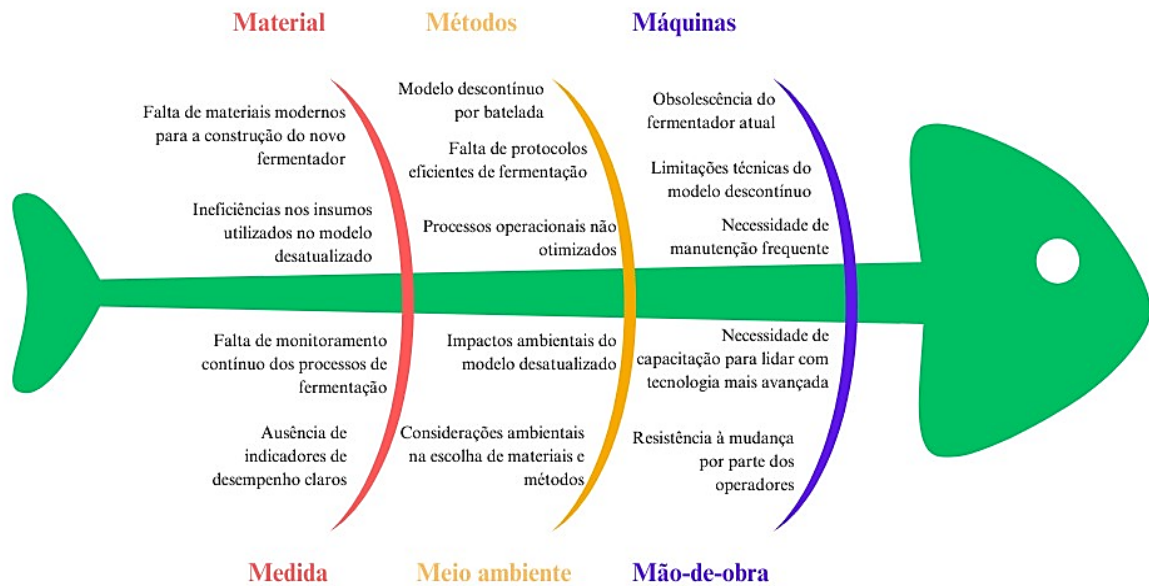 Material
Métodos
Máquinas
Falta de materiais modernos
para a construção do novo
fermentador
Ineficiências nos insumos
utilizados no modelo
desatualizado
Modelo descontínuo
por batelada
Falta de protocolos
eficientes de fermentação
Processos operacionais não
otimizados
Obsolescência do
fermentador atual
Limitações técnicas do
modelo descontínuo
Necessidade de
manutenção frequente
Falta de monitoramento
contínuo dos processos de
fermentação
Ausência de
indicadores de
desempenho claros
Impactos ambientais do
modelo desatualizado
Considerações ambientais
na escolha de materiais e
métodos
Necessidade de
capacitação para lidar com
tecnologia mais avançada
Resistência à mudança
por parte dos
operadores
Medida
Meio ambiente
Mão-de-obra